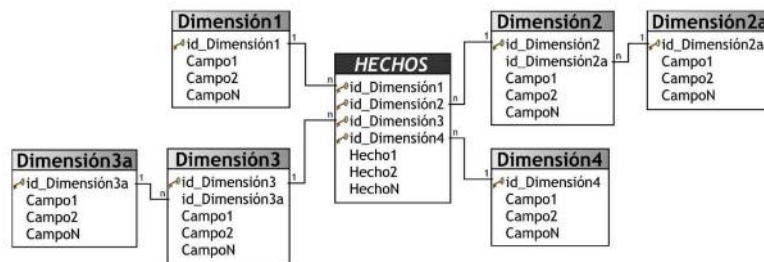 Dimensión1
id_Dimensión1
Campo1
Campo2
CampoN
HECHOS
id_Dimensión1
id_Dimensión2
id_Dimensión3
id_Dimensión4
Hecho1
Hecho2
HechoN
Dimensión2
id_Dimensión2
id_Dimensión2a
Campo1
Campo2
CampoN
Dimensión2a
id_Dimensión2a
Campo1
Campo2
CampoN
Dimensión3a
id_Dimensión3a
Campo1
Campo2
CampoN
Dimensión3
id_Dimensión3
id_Dimensión3a
Campo1
Campo2
CampoN
Dimensión4
id_Dimensión4
Campo1
Campo2
CampoN
1
n
1
n
1
n
1
n
1
n
1
n